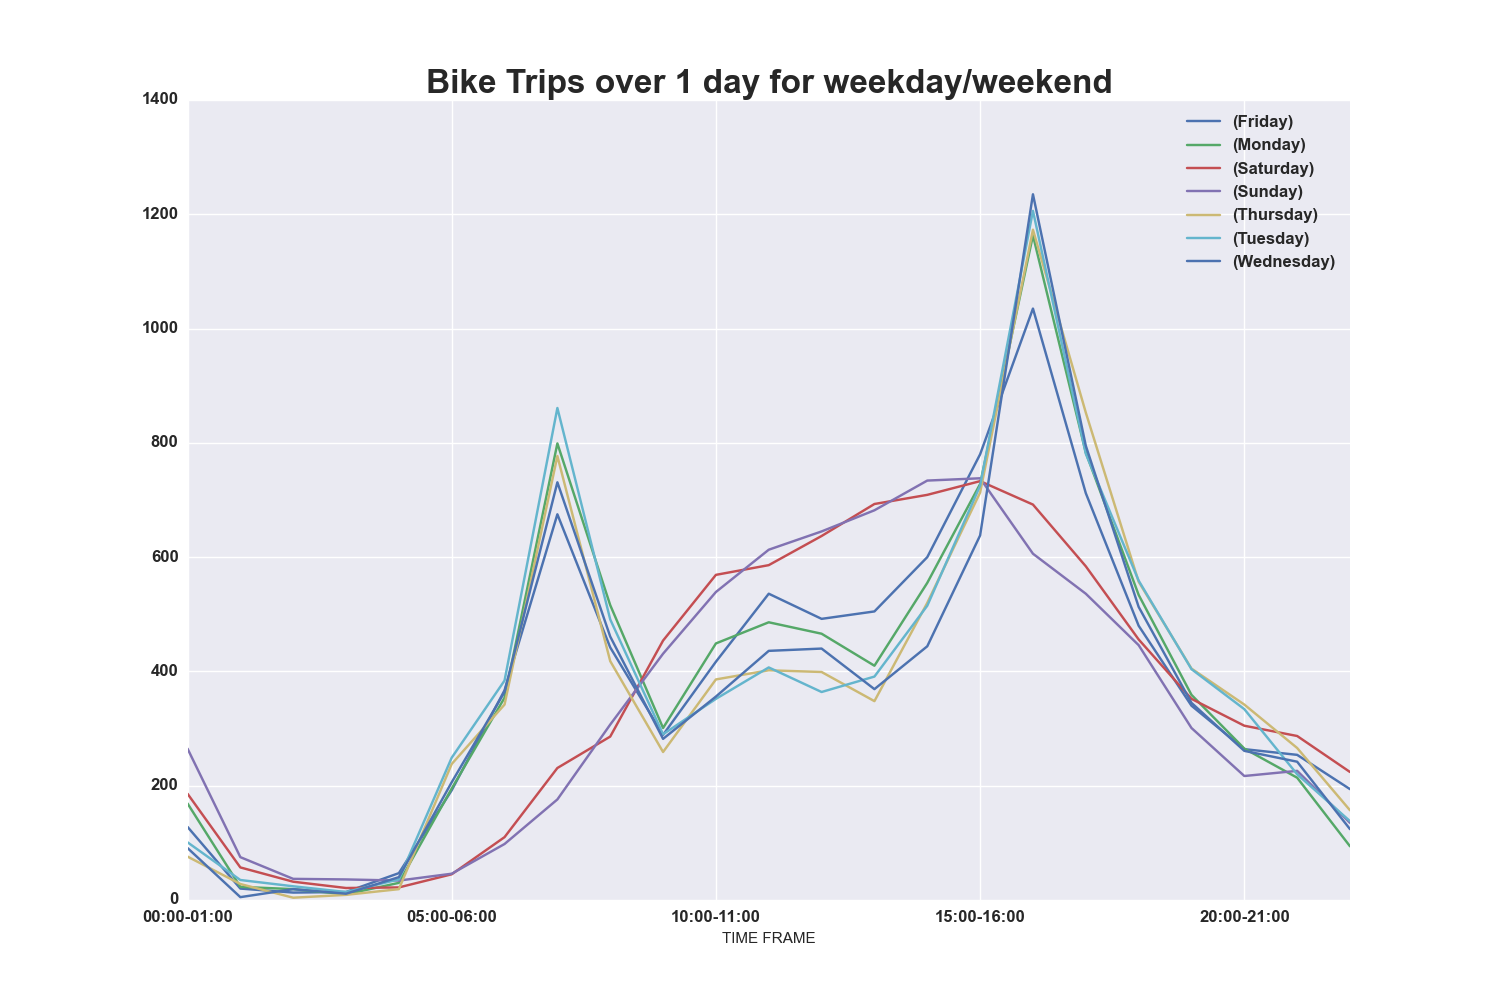 Bike Trips over 1 day for weekday/weekend
1400
1200
1000
800
600
400
200
0
(Friday)
(Monday)
(Saturday)
(Sunday)
(Thursday)
(Tuesday)
(Wednesday)
00:00-01:00 05:00-06:00 10:00-11:00 15:00-16:00 20:00-21:00
TIME FRAME